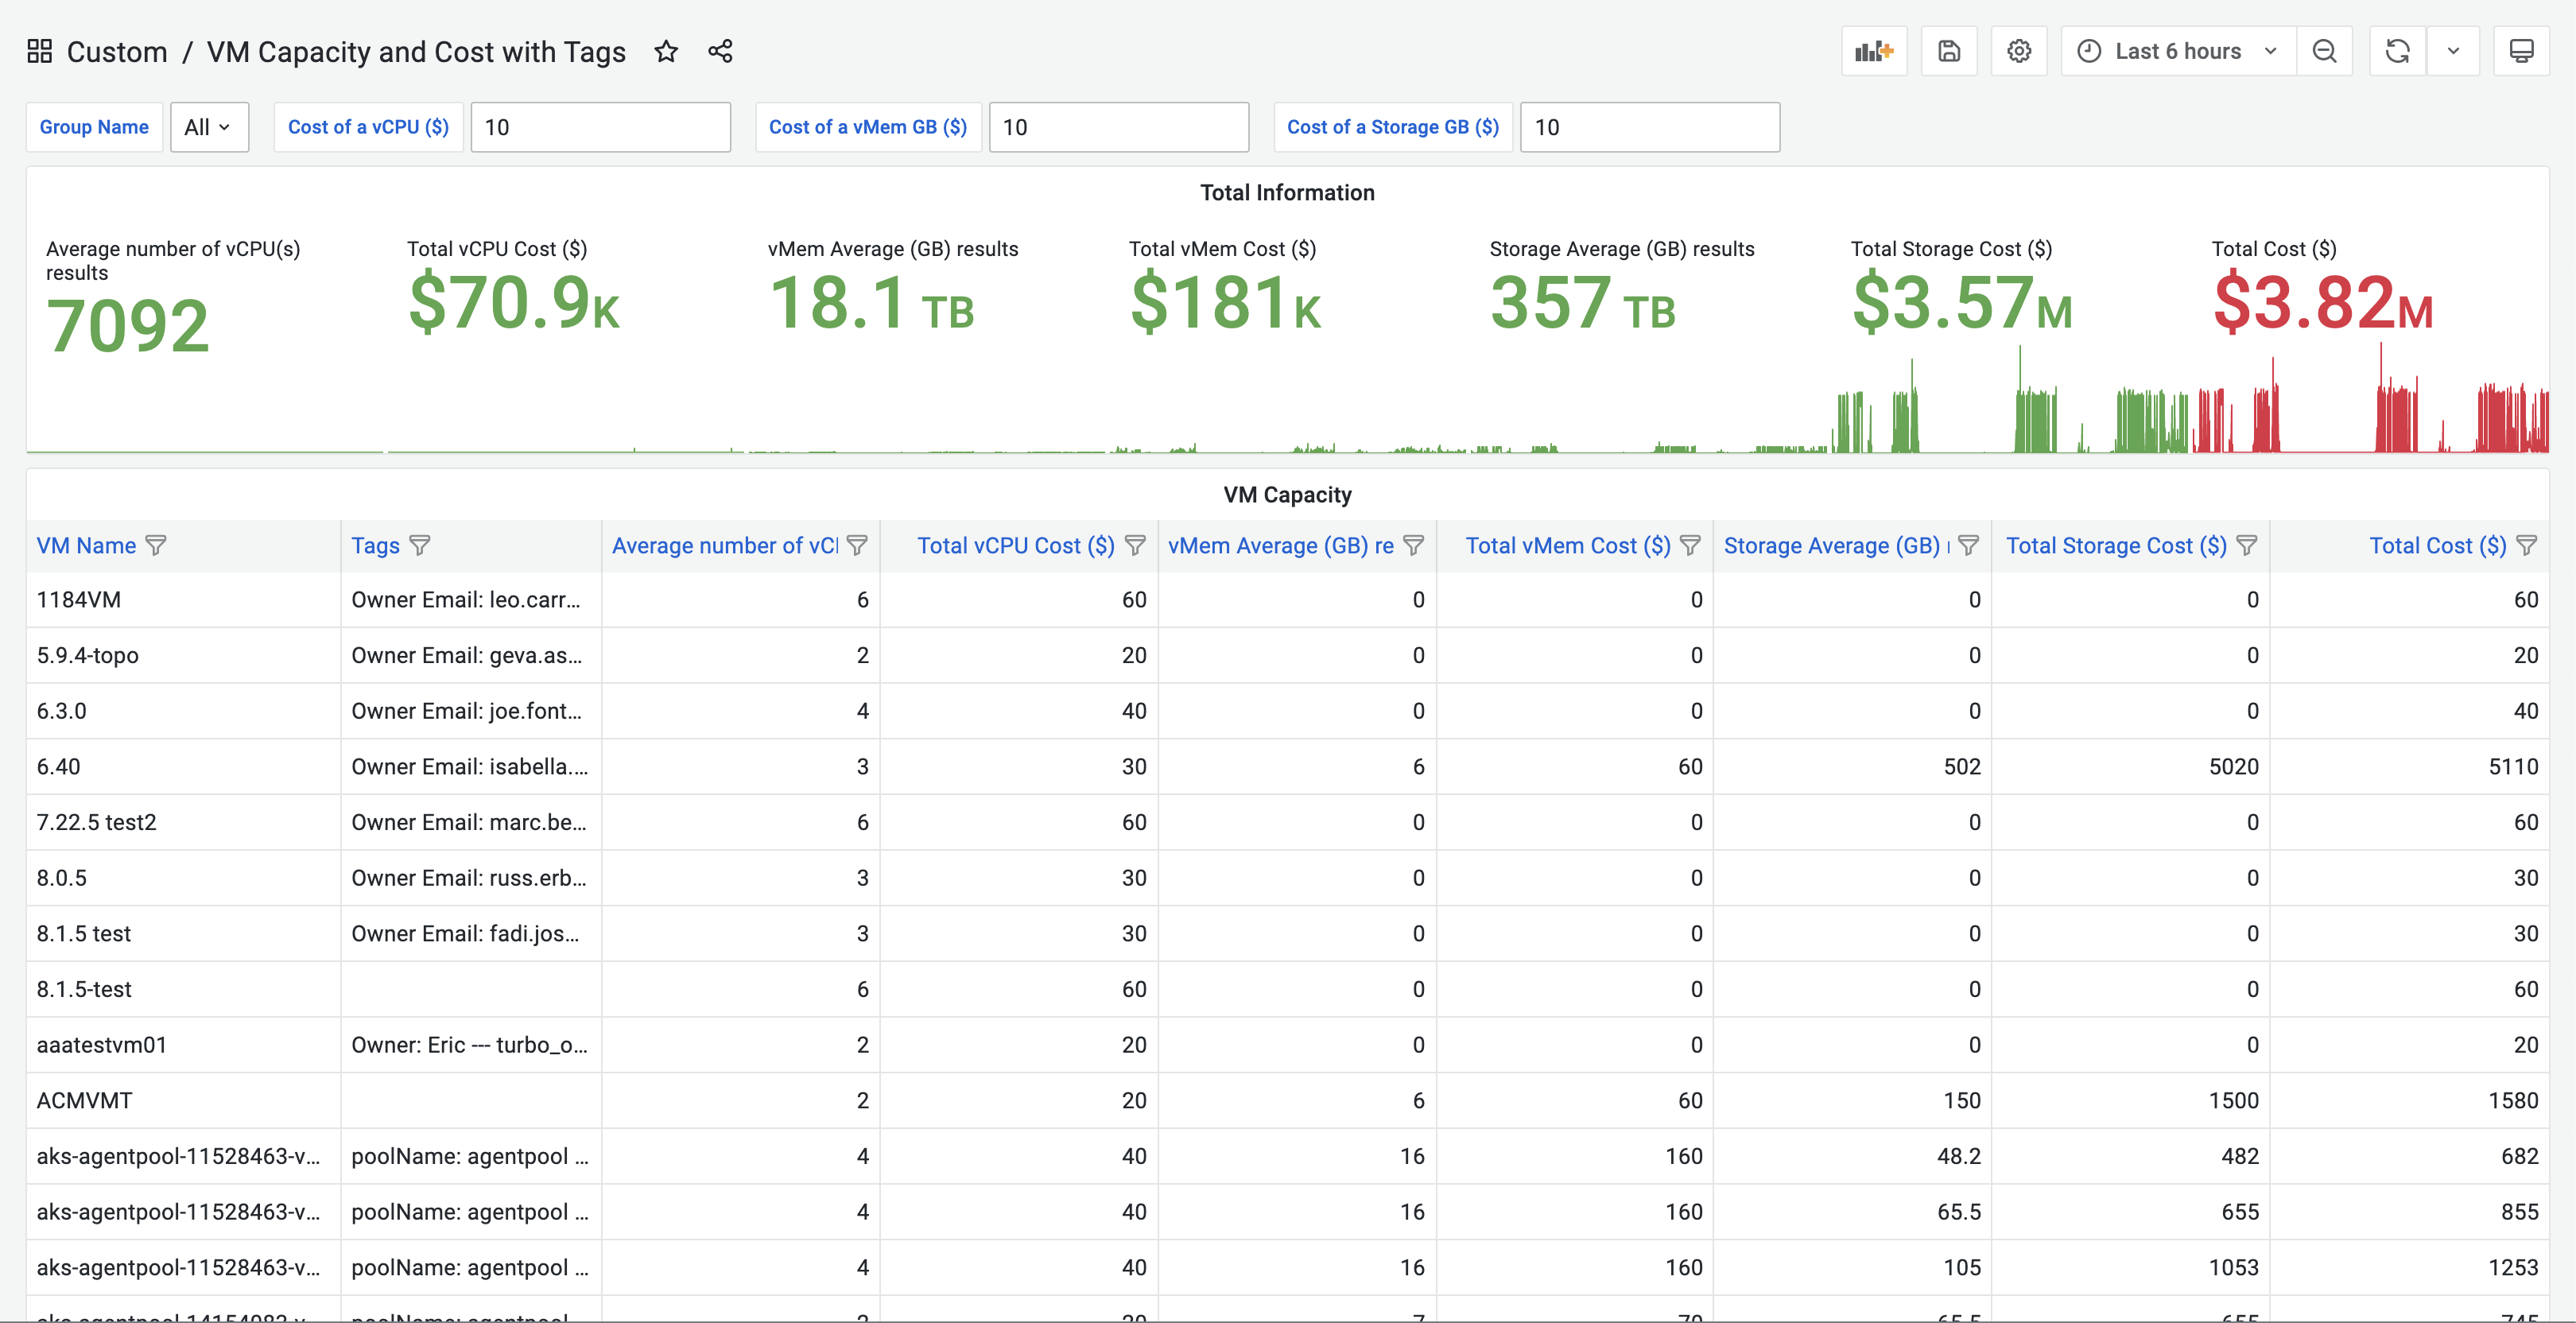 Custom / VM Capacity and Cost with Tags
Last 6 hours
Group Name All Cost of a vCPU ($) 10 Cost of a vMem GB ($) 10 Cost of a Storage GB ($) 10
Total Information
Average number of vCPU(s) results
7092
Total vCPU Cost ($)
$70.9K
vMem Average (GB) results
18.1 TB
Total vMem Cost ($)
$181K
Storage Average (GB) results
357 TB
Total Storage Cost ($)
$3.57M
Total Cost ($)
$3.82M
VM Capacity
VM Name Tags Average number of vC Total vCPU Cost ($) vMem Average (GB) re Total vMem Cost ($) Storage Average (GB) Total Storage Cost ($) Total Cost ($)
1184VM Owner Email: leo.carr... 6 60 0 0 0 0 60
5.9.4-topo Owner Email: geva.as... 2 20 0 0 0 0 20
6.3.0 Owner Email: joe.font... 4 40 0 0 0 0 40
6.40 Owner Email: isabella.... 3 30 6 60 502 5020 5110
7.22.5 test2 Owner Email: marc.be... 6 60 0 0 0 0 60
8.0.5 Owner Email: russ.erb... 3 30 0 0 0 0 30
8.1.5 test Owner Email: fadi.jos... 3 30 0 0 0 0 30
8.1.5-test 6 60 0 0 0 0 60
aaatestvm01 Owner: Eric --- turbo_o... 2 20 0 0 0 0 20
ACMVMT 2 20 6 60 150 1500 1580
aks-agentpool-11528463-v... poolName: agentpool ... 4 40 16 160 48.2 482 682
aks-agentpool-11528463-v... poolName: agentpool ... 4 40 16 160 65.5 655 855
aks-agentpool-11528463-v... poolName: agentpool ... 4 40 16 160 105 1053 1253